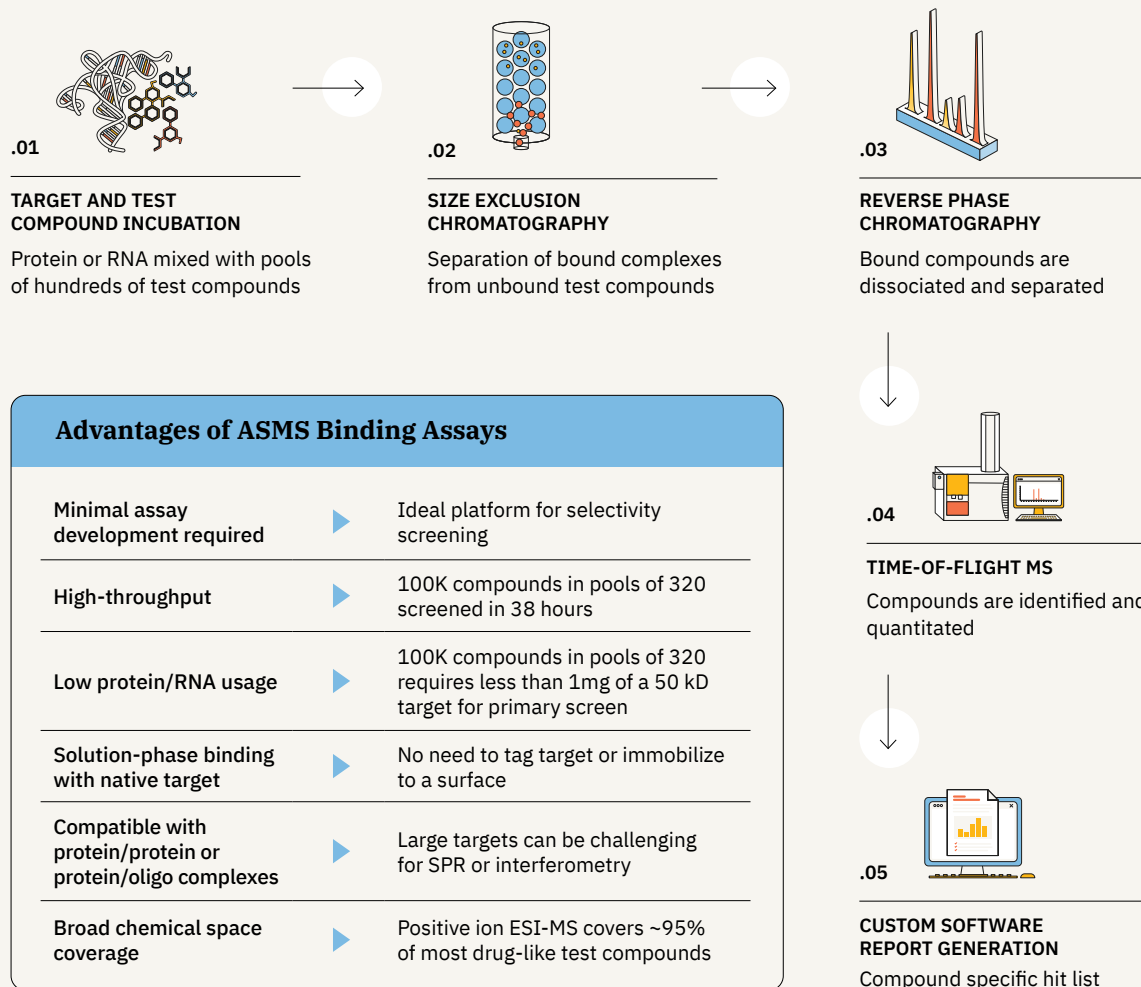 .01
TARGET AND TEST
COMPOUND INCUBATION
Protein or RNA mixed with pools
of hundreds of test compounds
.02
SIZE EXCLUSION
CHROMATOGRAPHY
Separation of bound complexes
from unbound test compounds
.03
REVERSE PHASE
CHROMATOGRAPHY
Bound compounds are
dissociated and separated
.04
TIME-OF-FLIGHT MS
Compounds are identified and
quantitated
.05
CUSTOM SOFTWARE
REPORT GENERATION
Compound specific hit list
Advantages of ASMS Binding Assays
Minimal assay
development required
Ideal platform for selectivity
screening
High-throughput
100K compounds in pools of 320
screened in 38 hours
Low protein/RNA usage
100K compounds in pools of 320
requires less than 1mg of a 50 kD
target for primary screen
Solution-phase binding
with native target
No need to tag target or immobilize
to a surface
Compatible with
protein/protein or
protein/oligo complexes
Large targets can be challenging
for SPR or interferometry
Broad chemical space
coverage
Positive ion ESI-MS covers ~95%
of most drug-like test compounds